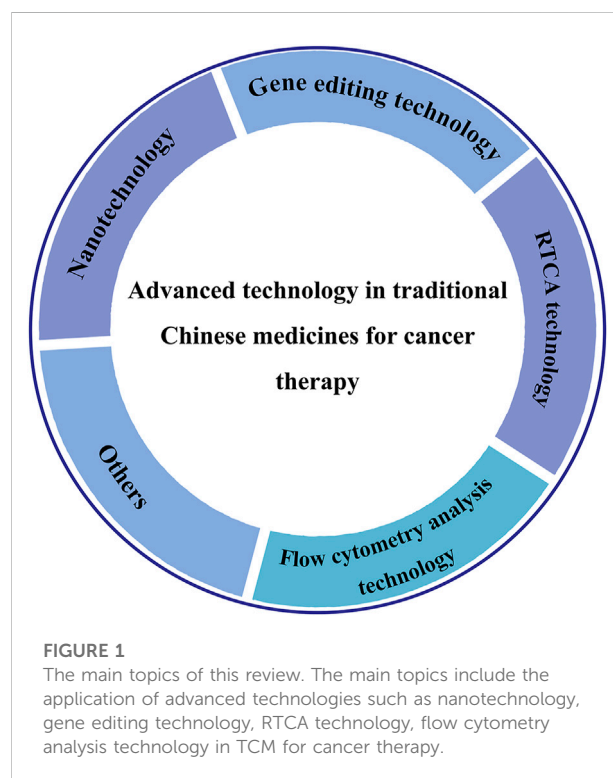 Gene editing technology
Nanotechnology
RTCA technology
Advanced technology in traditional
Chinese medicines for cancer
therapy
Others
Flow cytometry analysis
technology
FIGURE 1
The main topics of this review. The main topics include the
application of advanced technologies such as nanotechnology,
gene editing technology, RTCA technology, flow cytometry
analysis technology in TCM for cancer therapy.